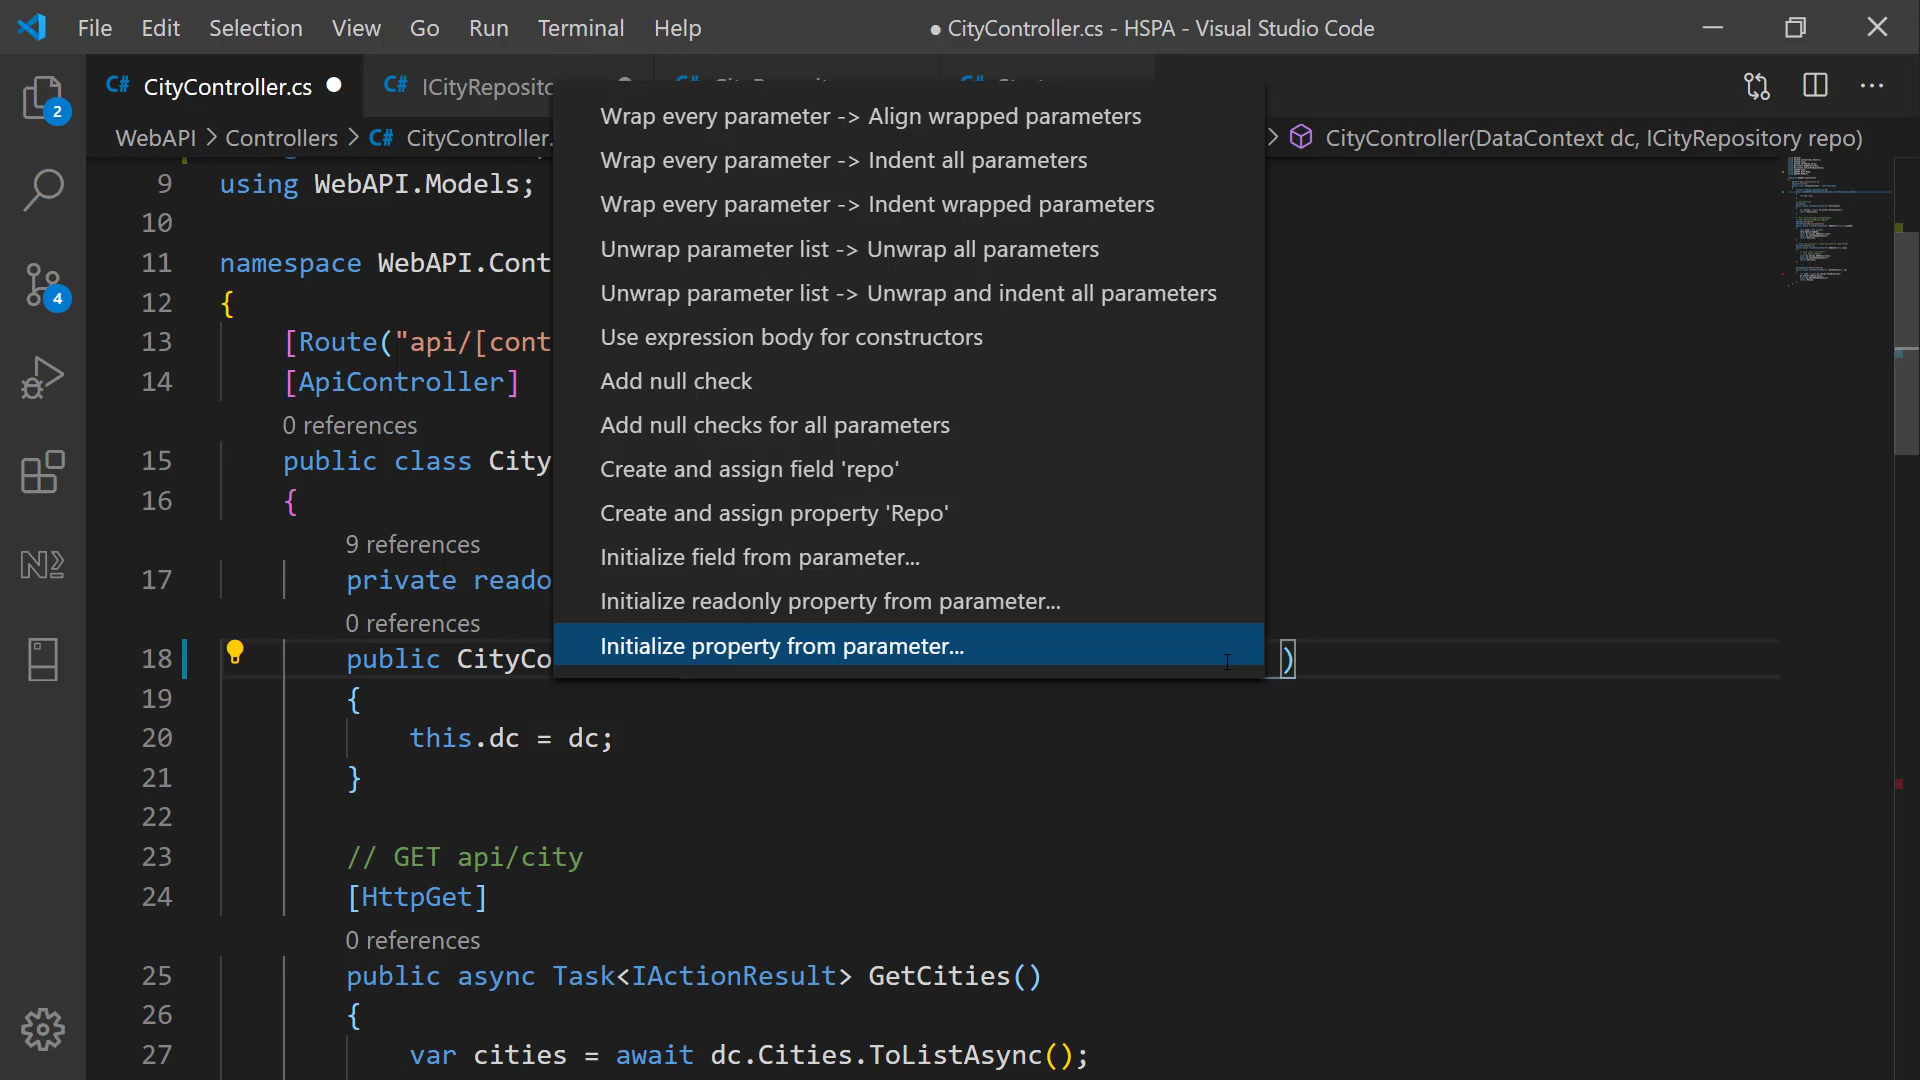 File Edit Selection View Go Run Terminal Help
● CityController.cs - HSPA - Visual Studio Code
C# CityController.cs ●
C# ICityReposito
WebAPI > Controllers > C# CityController.
> CityController(DataContext dc, ICityRepository repo)
2
4
Wrap every parameter -> Align wrapped parameters
Wrap every parameter -> Indent all parameters
Wrap every parameter -> Indent wrapped parameters
Unwrap parameter list -> Unwrap all parameters
Unwrap parameter list -> Unwrap and indent all parameters
Use expression body for constructors
Add null check
Add null checks for all parameters
Create and assign field 'repo'
Create and assign property 'Repo'
Initialize field from parameter...
Initialize readonly property from parameter...
Initialize property from parameter...
9 using WebAPI.Models;
10
11 namespace WebAPI.Cont
12 {
13 [Route("api/[cont
14 [ApiController]
0 references
15 public class City
16 {
9 references
17 private reado
0 references
18 public CityCo )
19 {
20 this.dc = dc;
21 }
22
23 // GET api/city
24 [HttpGet]
0 references
25 public async Task<IActionResult> GetCities()
26 {
27 var cities = await dc.Cities.ToListAsync();